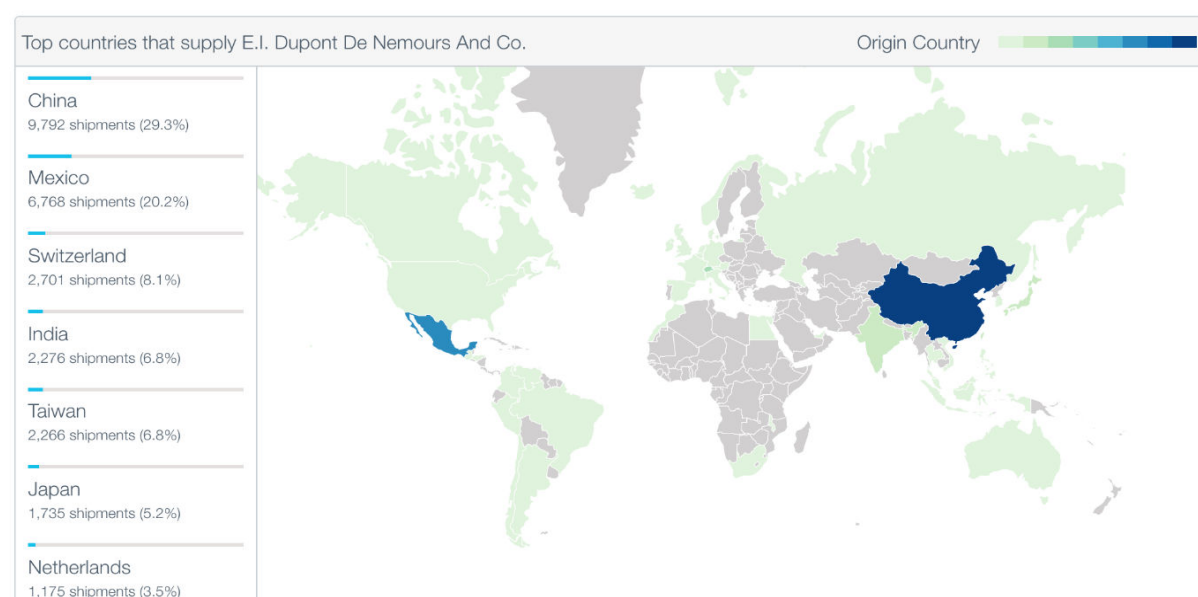 Top countries that supply E.I. Dupont De Nemours And Co.
Origin Country
China
9,792 shipments (29.3%)
Mexico
6,768 shipments (20.2%)
Switzerland
2,701 shipments (8.1%)
India
2,276 shipments (6.8%)
Taiwan
2,266 shipments (6.8%)
Japan
1,735 shipments (5.2%)
Netherlands
1,175 shipments (3.5%)